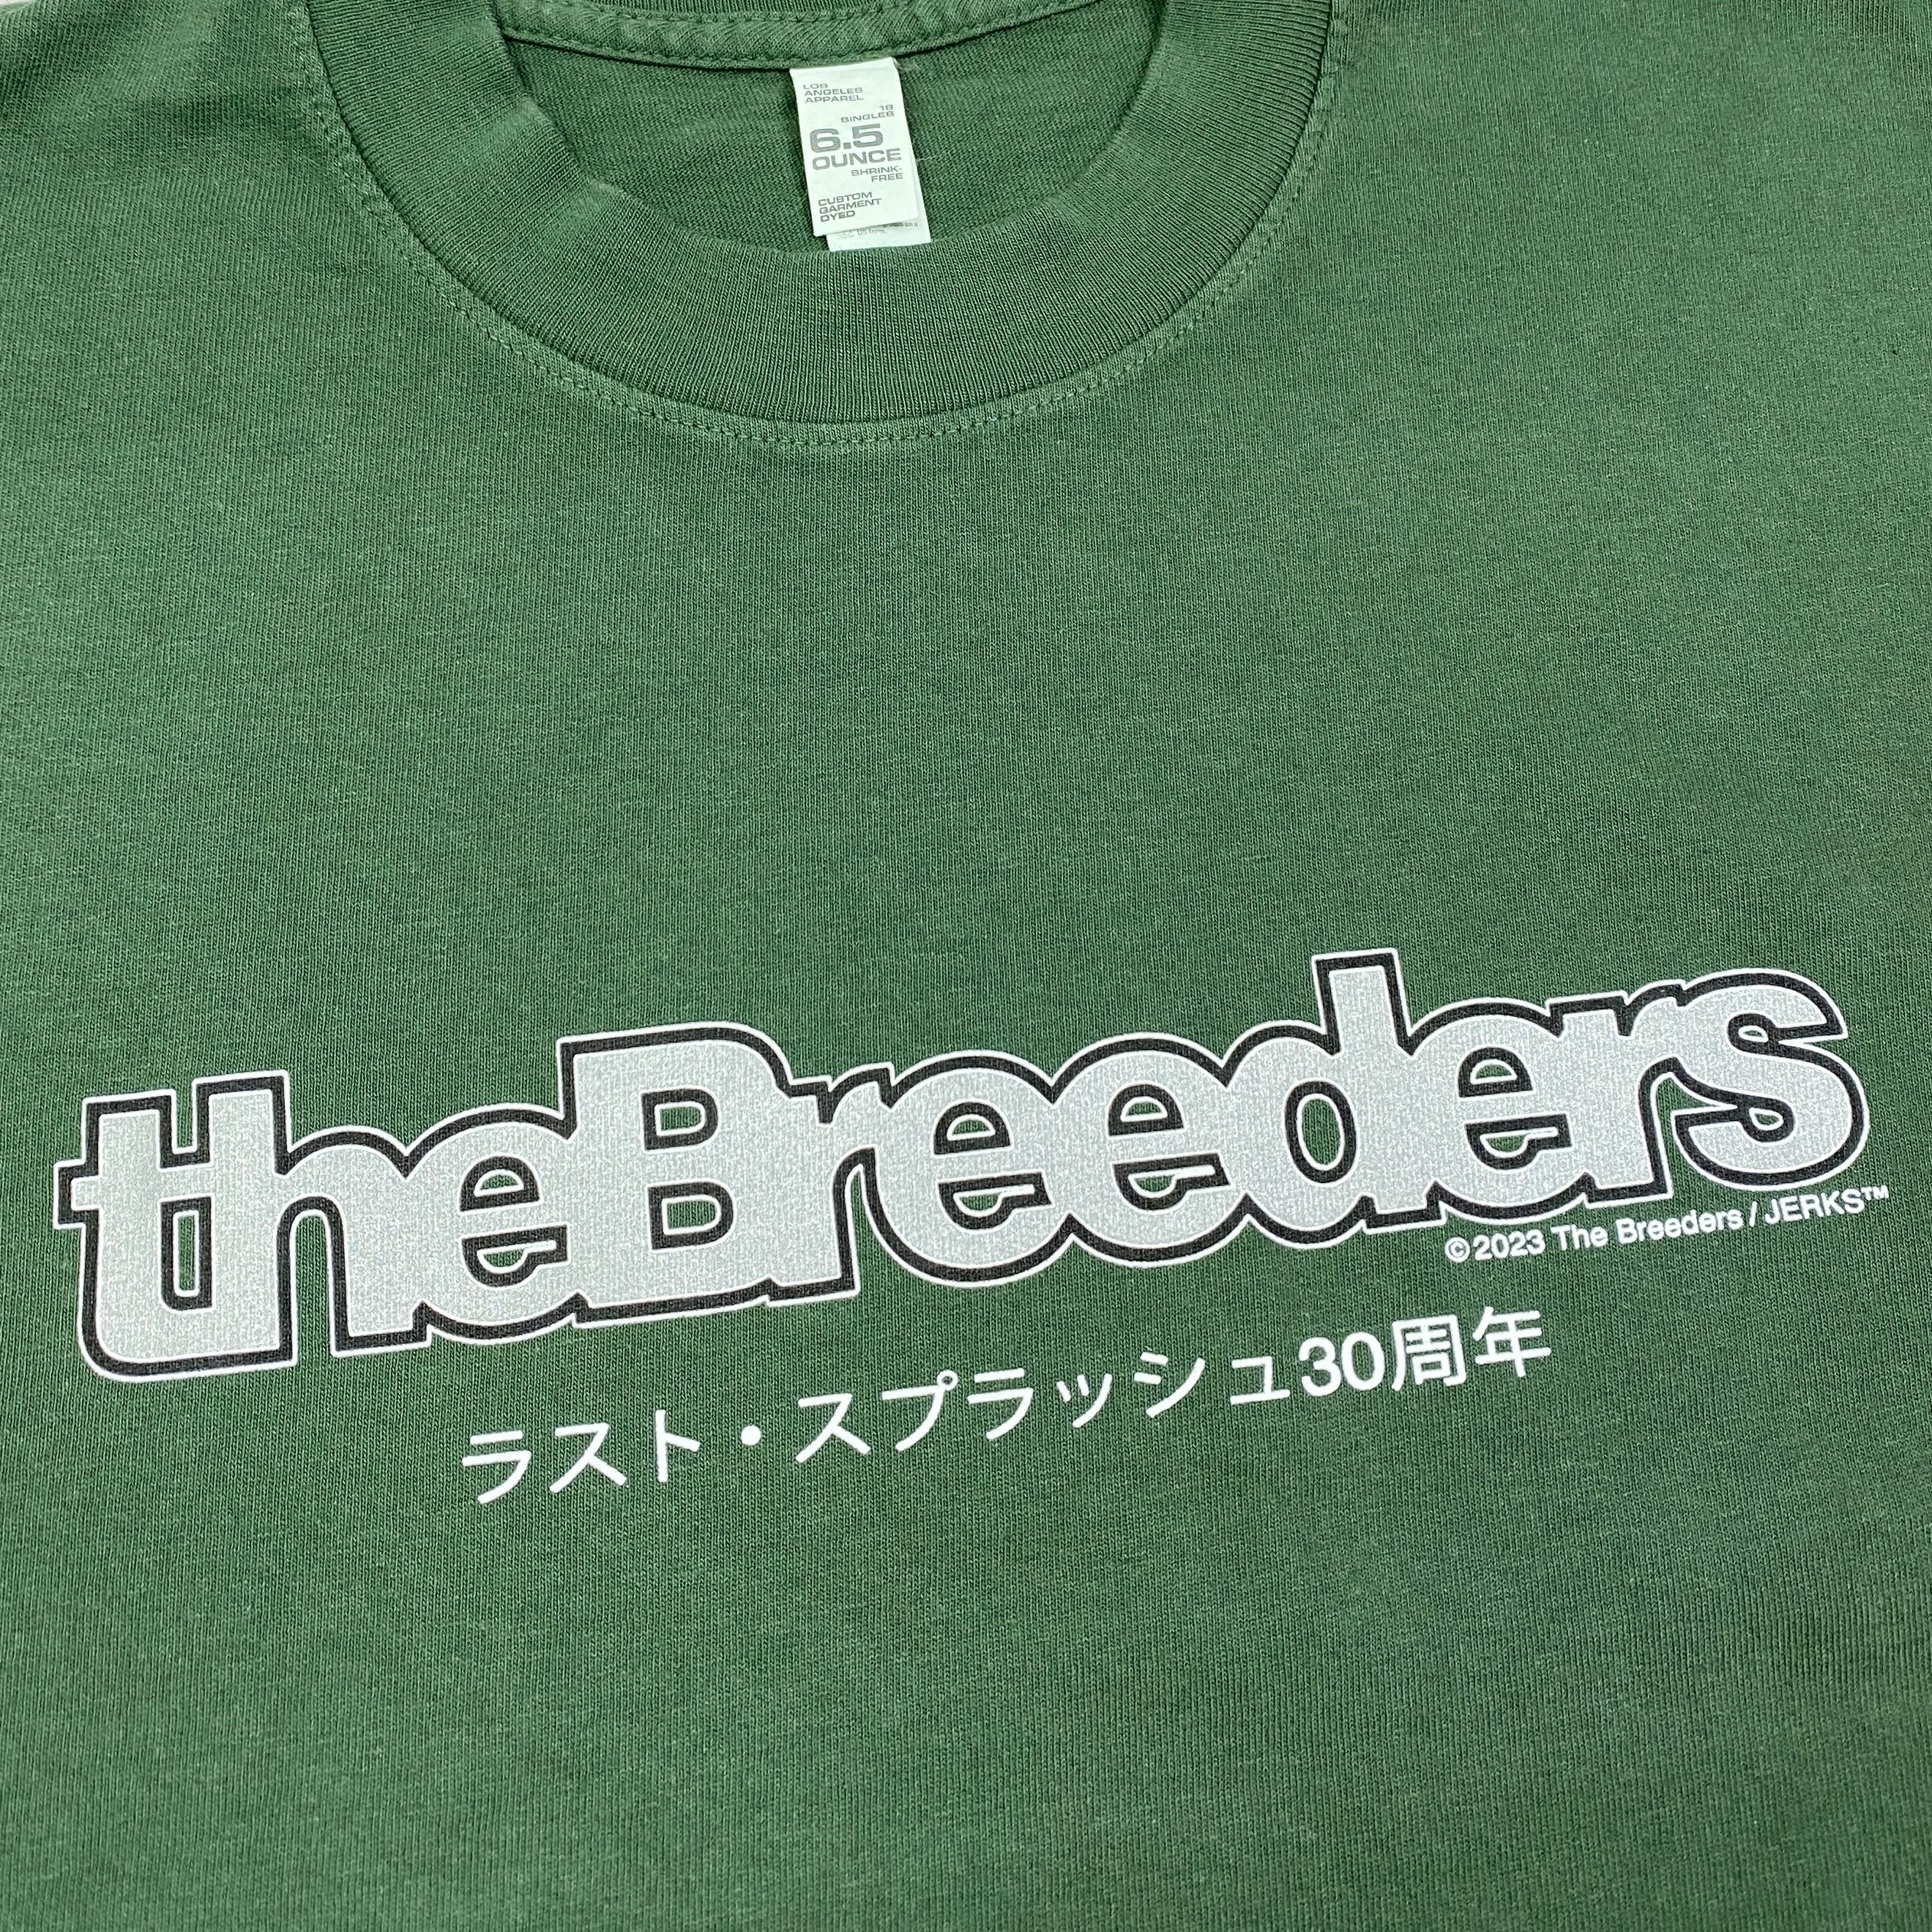 LOS
ANGELES
APPAREL
18
SINGLES
6.5
OUNCE
SHRINK-
FREE
CUSTOM
GARMENT
DYED
theBreeders
©2023 The Breeders / JERKS™
ラスト・スプラッシュ30周年